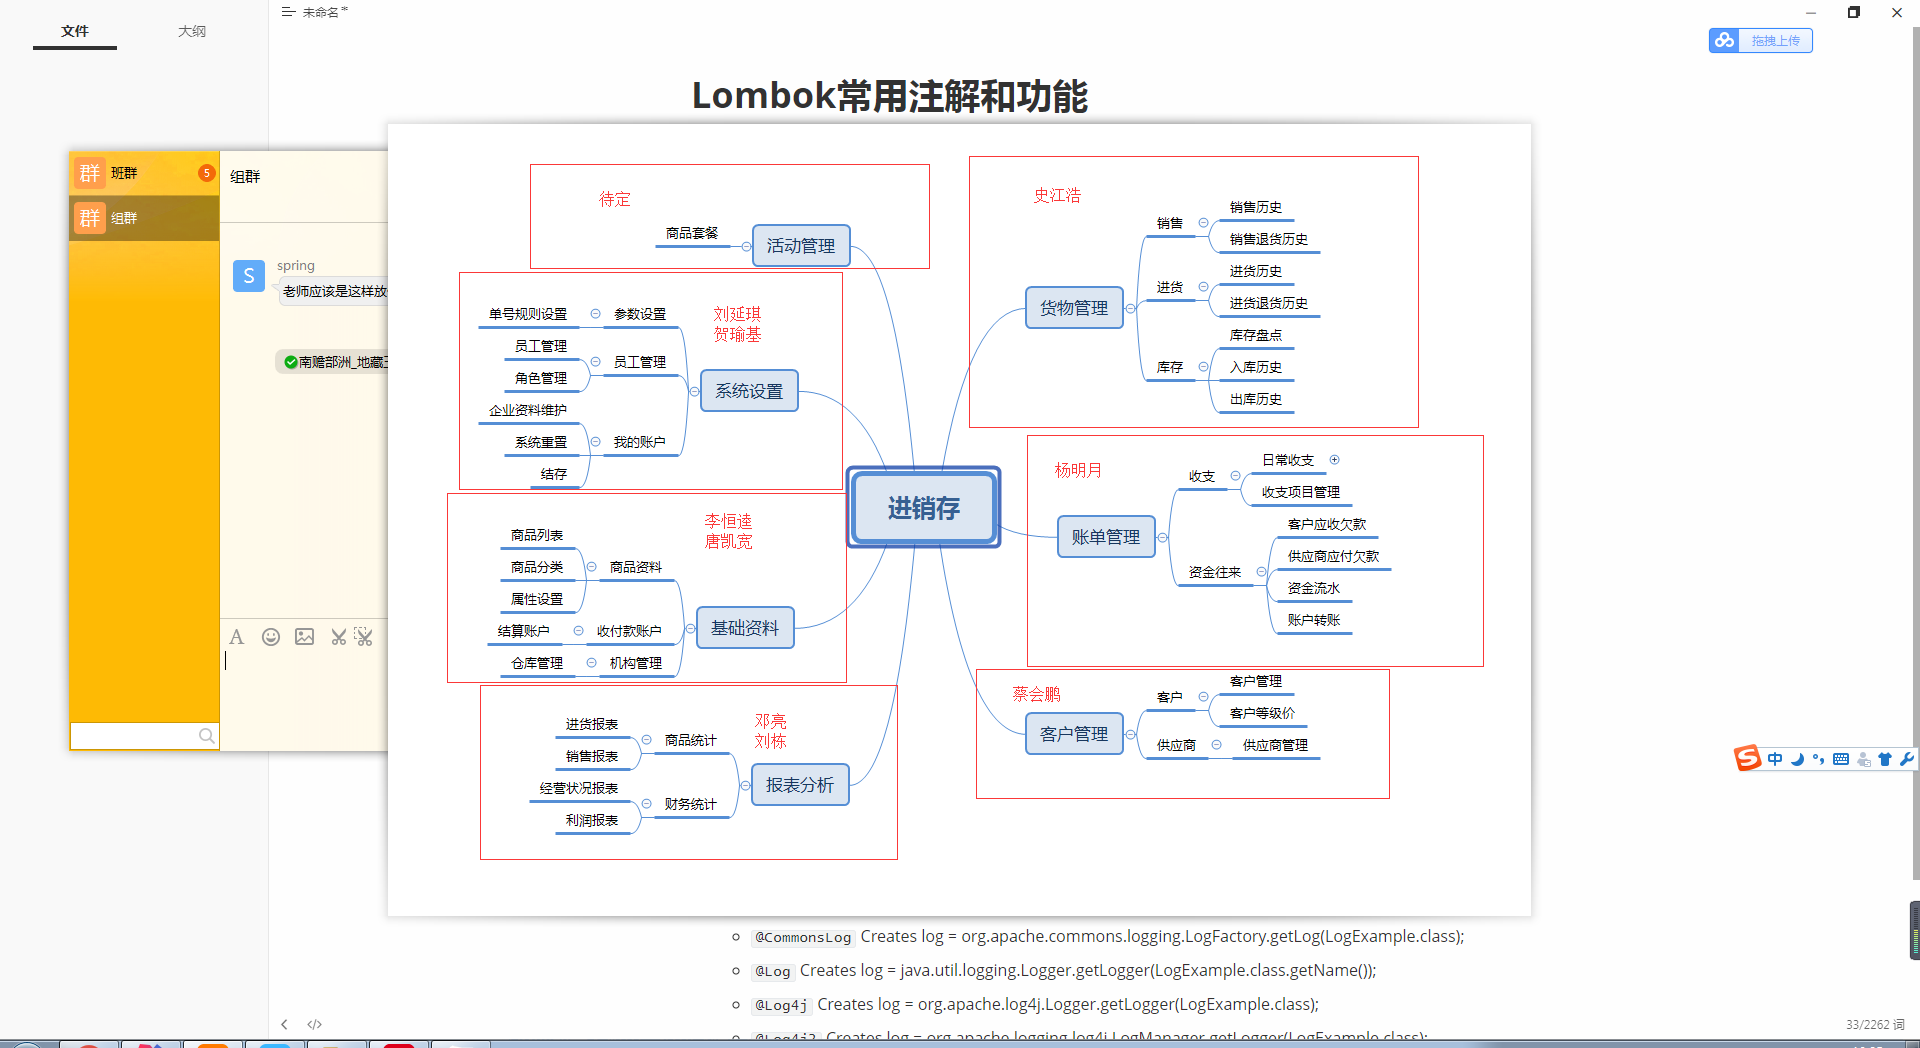 文件
大纲
未命名*
拖拽上传
Lombok常用注解和功能
群 班群 5
群 组群
组群
spring
S
老师应该是这样放
南赡部洲_地藏王
待定
商品套餐
活动管理
刘延琪
贺瑜基
单号规则设置
参数设置
员工管理
角色管理
员工管理
企业资料维护
系统重置
结存
我的账户
系统设置
李恒逵
唐凯宽
商品列表
商品分类
属性设置
商品资料
结算账户
收付款账户
仓库管理
机构管理
基础资料
邓亮
刘栋
进货报表
销售报表
商品统计
经营状况报表
利润报表
财务统计
报表分析
进销存
史江浩
货物管理
销售
销售历史
销售退货历史
进货
进货历史
进货退货历史
库存
库存盘点
入库历史
出库历史
杨明月
账单管理
收支
日常收支
收支项目管理
资金往来
客户应收欠款
供应商应付欠款
资金流水
账户转账
蔡会鹏
客户管理
客户
客户管理
客户等级价
供应商
供应商管理
中
@CommonsLog Creates log = org.apache.commons.logging.LogFactory.getLog(LogExample.class);
@Log Creates log = java.util.logging.Logger.getLogger(LogExample.class.getName());
@Log4j Creates log = org.apache.log4j.Logger.getLogger(LogExample.class);
@Log4j2 Creates log = org.apache.logging.log4j.LogManager.getLogger(LogExample.class);
33/2262 词